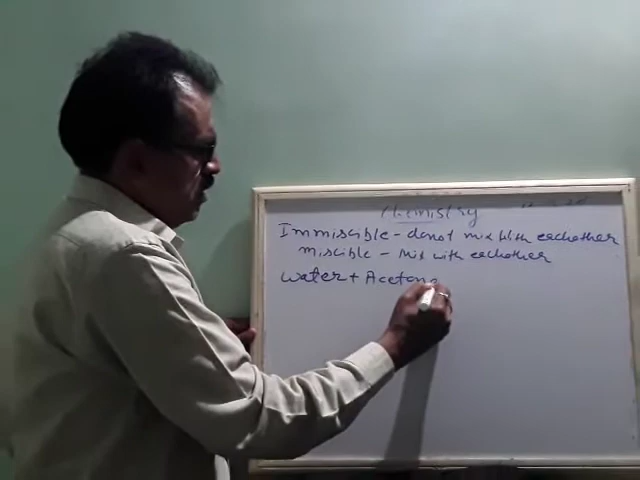 Chemistry
Immiscible - donot mix with eachother
miscible - mix with eachother
Water + Acetone